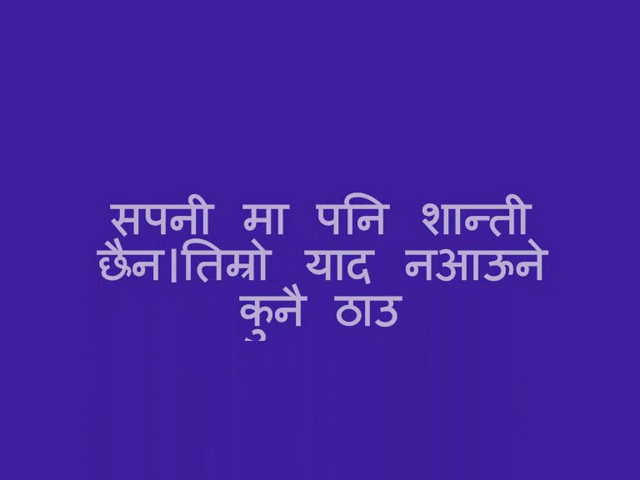 सपनी मा पनि शान्ती
छैन।तिम्रो याद नआऊने
कुनै ठाउ